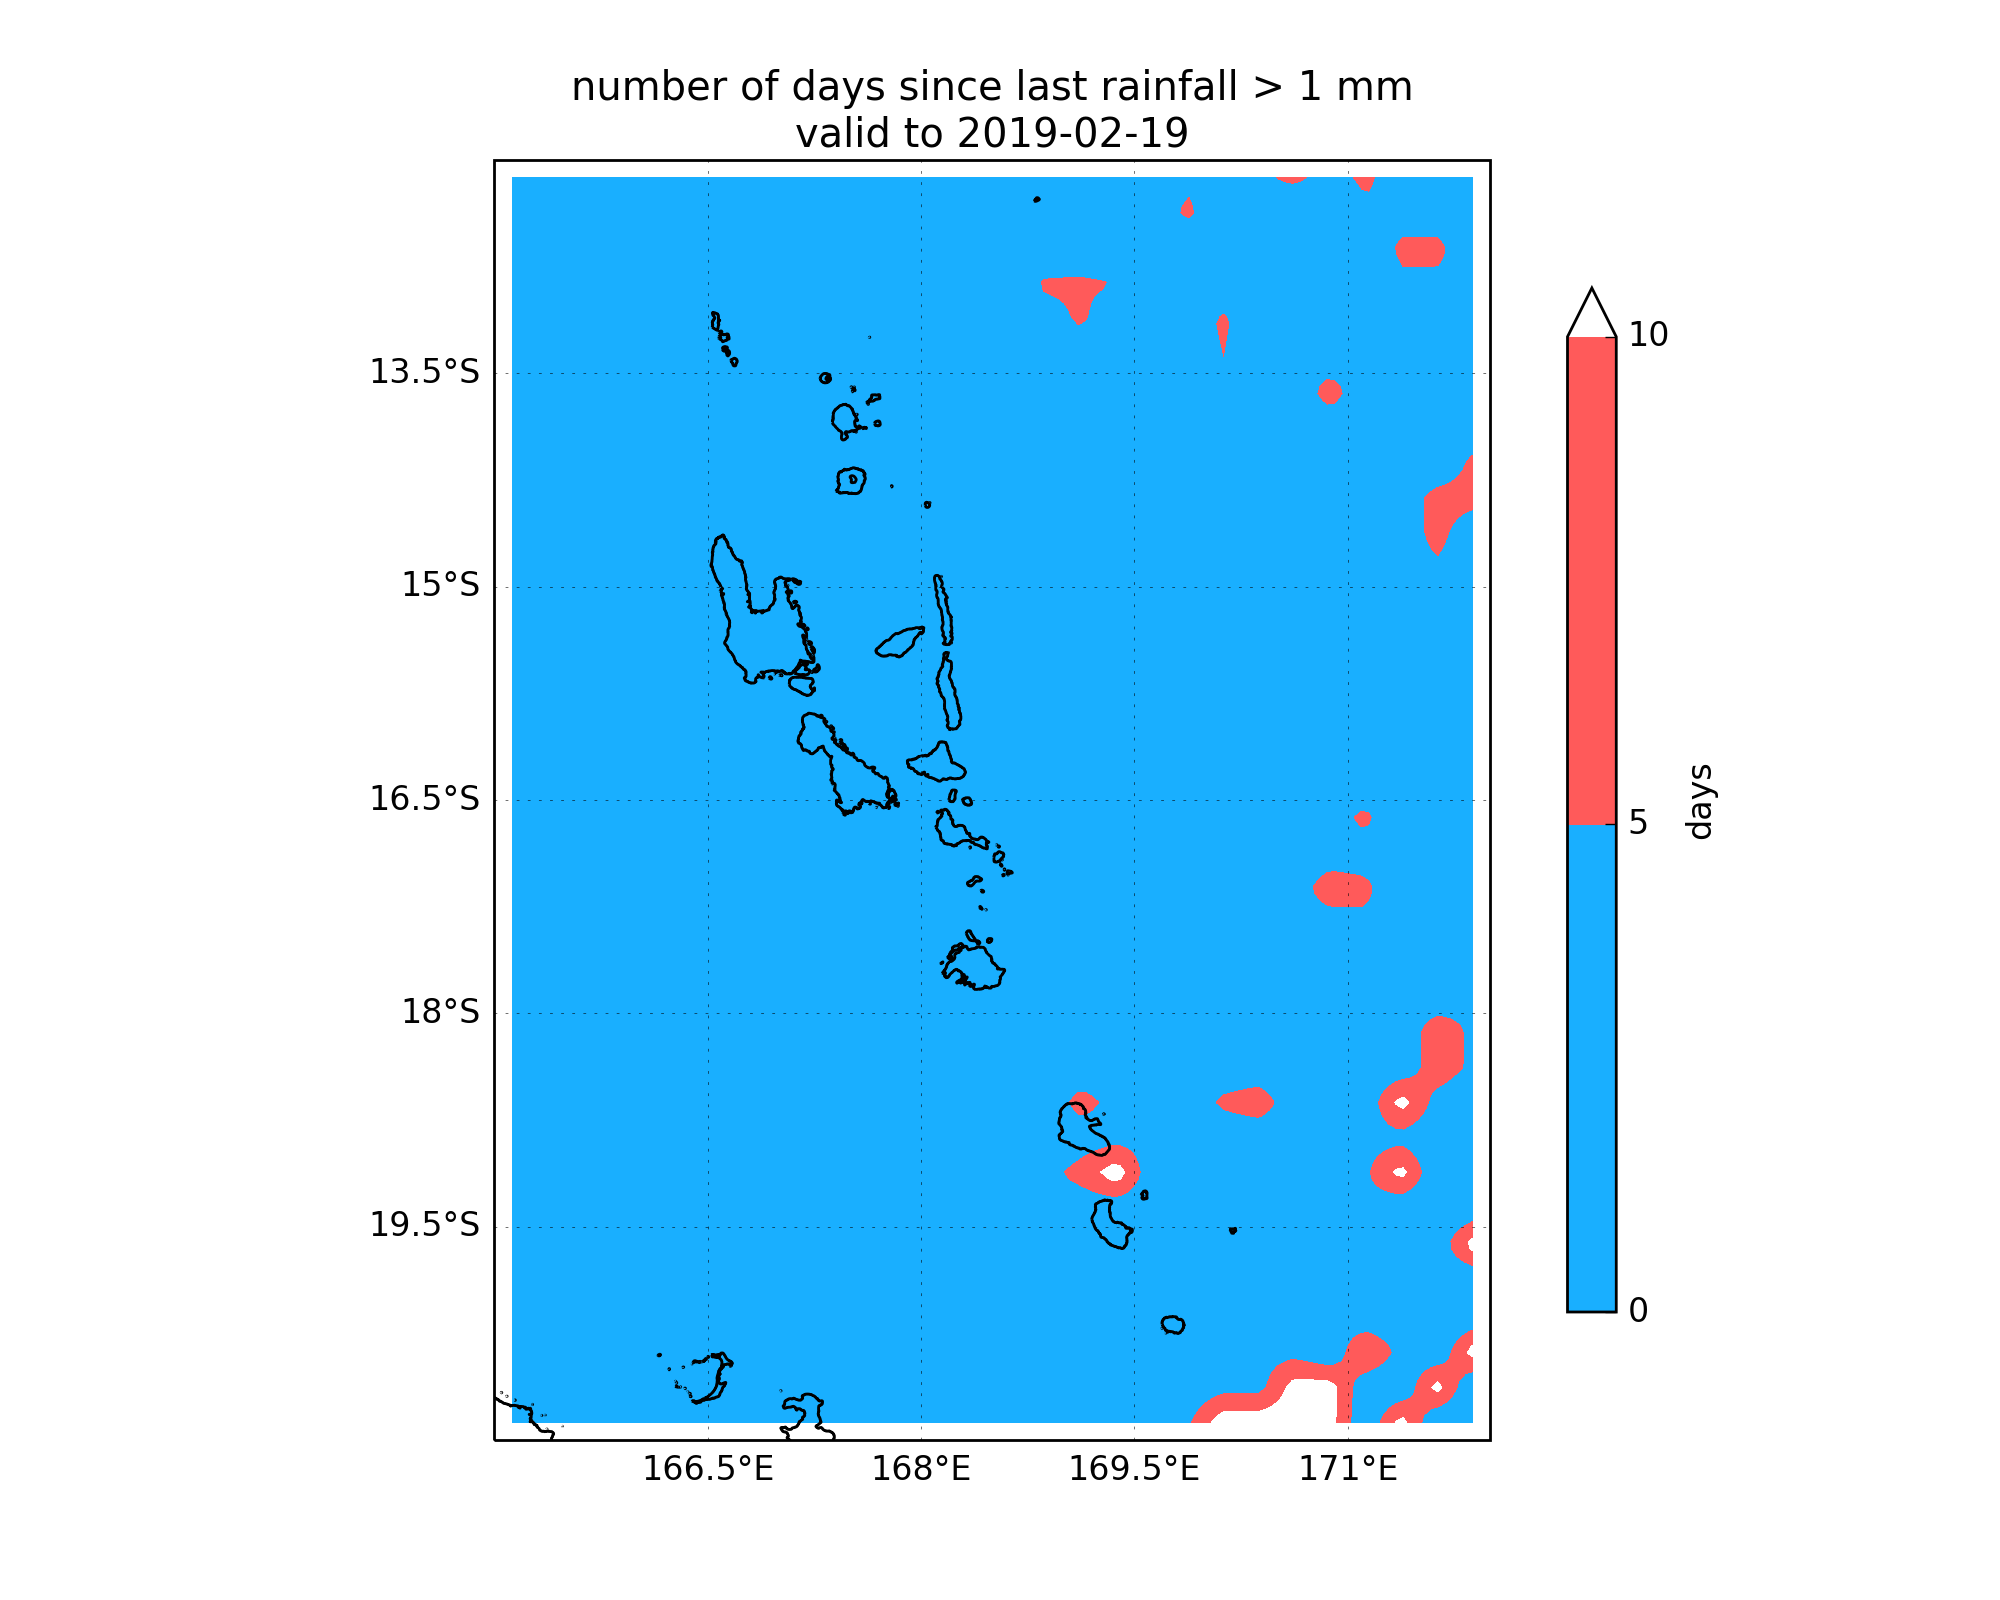 number of days since last rainfall > 1 mm
valid to 2019-02-19
13.5°S
15°S
16.5°S
18°S
19.5°S
166.5°E
168°E
169.5°E
171°E
10
5
0
days